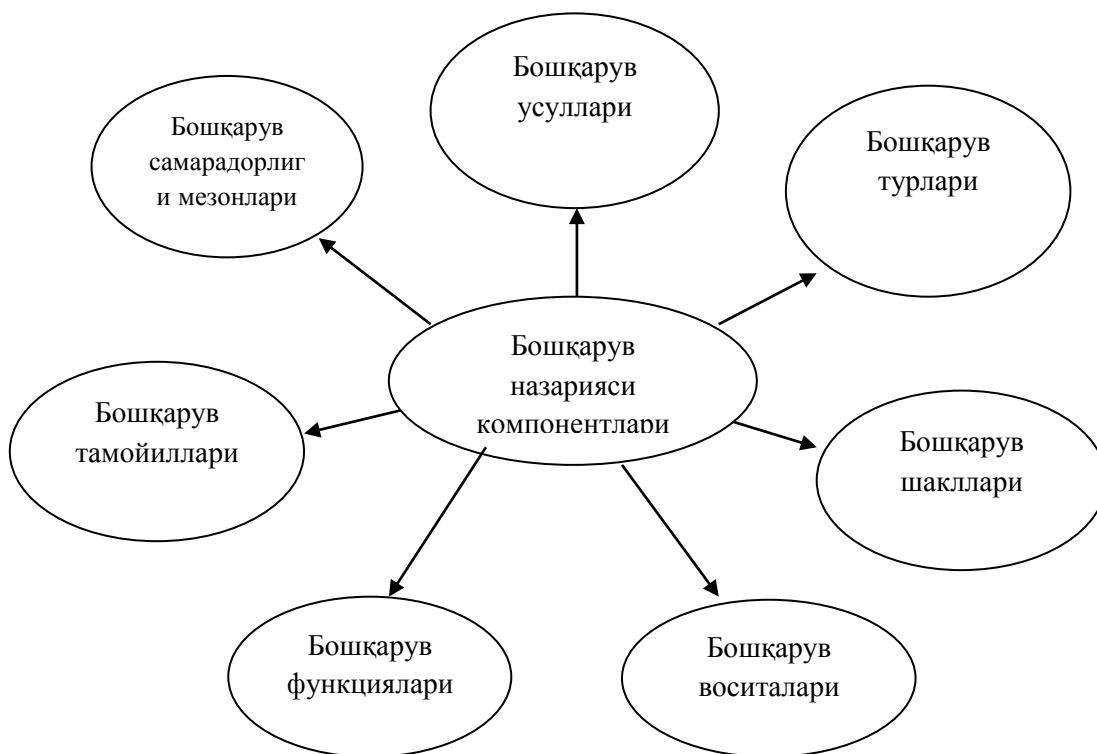 Бошқарув
усуллари
Бошқарув
самарадорлиг
и мезонлари
Бошқарув
турлари
Бошқарув
назарияси
компонентлари
Бошқарув
тамойиллари
Бошқарув
шакллари
Бошқарув
функциялари
Бошқарув
воситалари